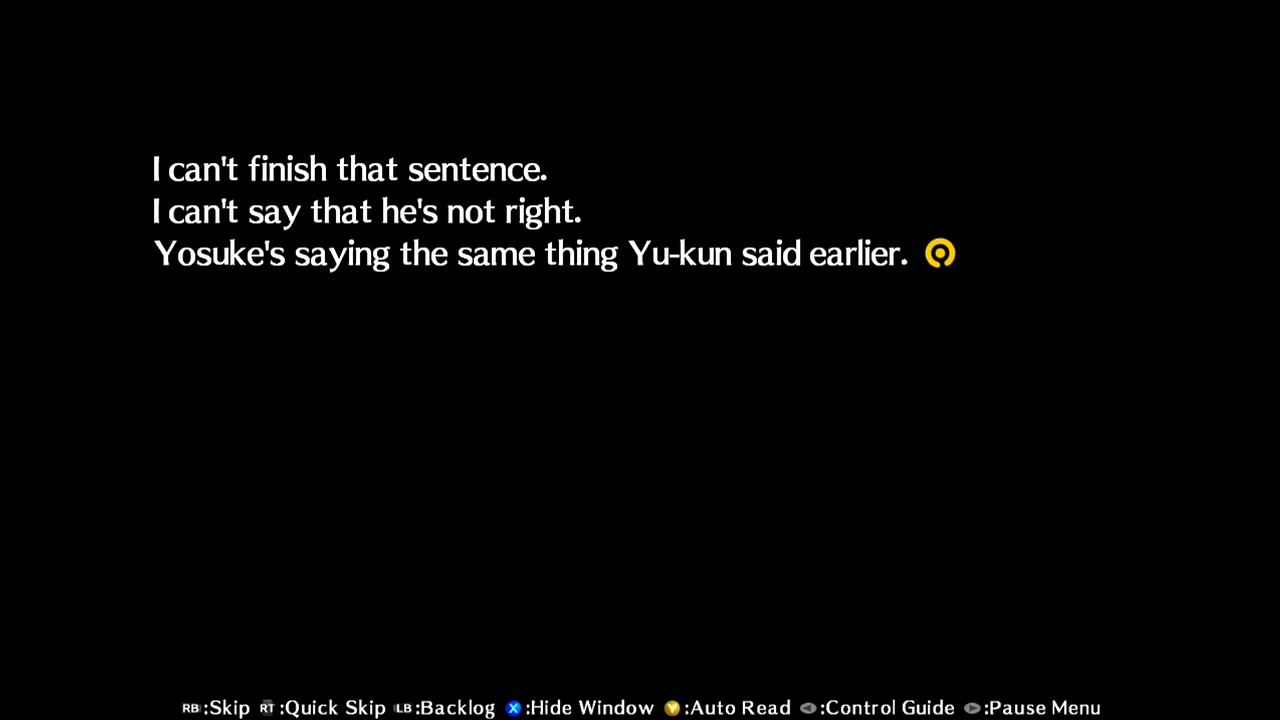 I can't finish that sentence.
I can't say that he's not right.
Yosuke's saying the same thing Yu-kun said earlier.
RB:Skip RT:Quick Skip LB:Backlog X:Hide Window Y:Auto Read :Control Guide :Pause Menu